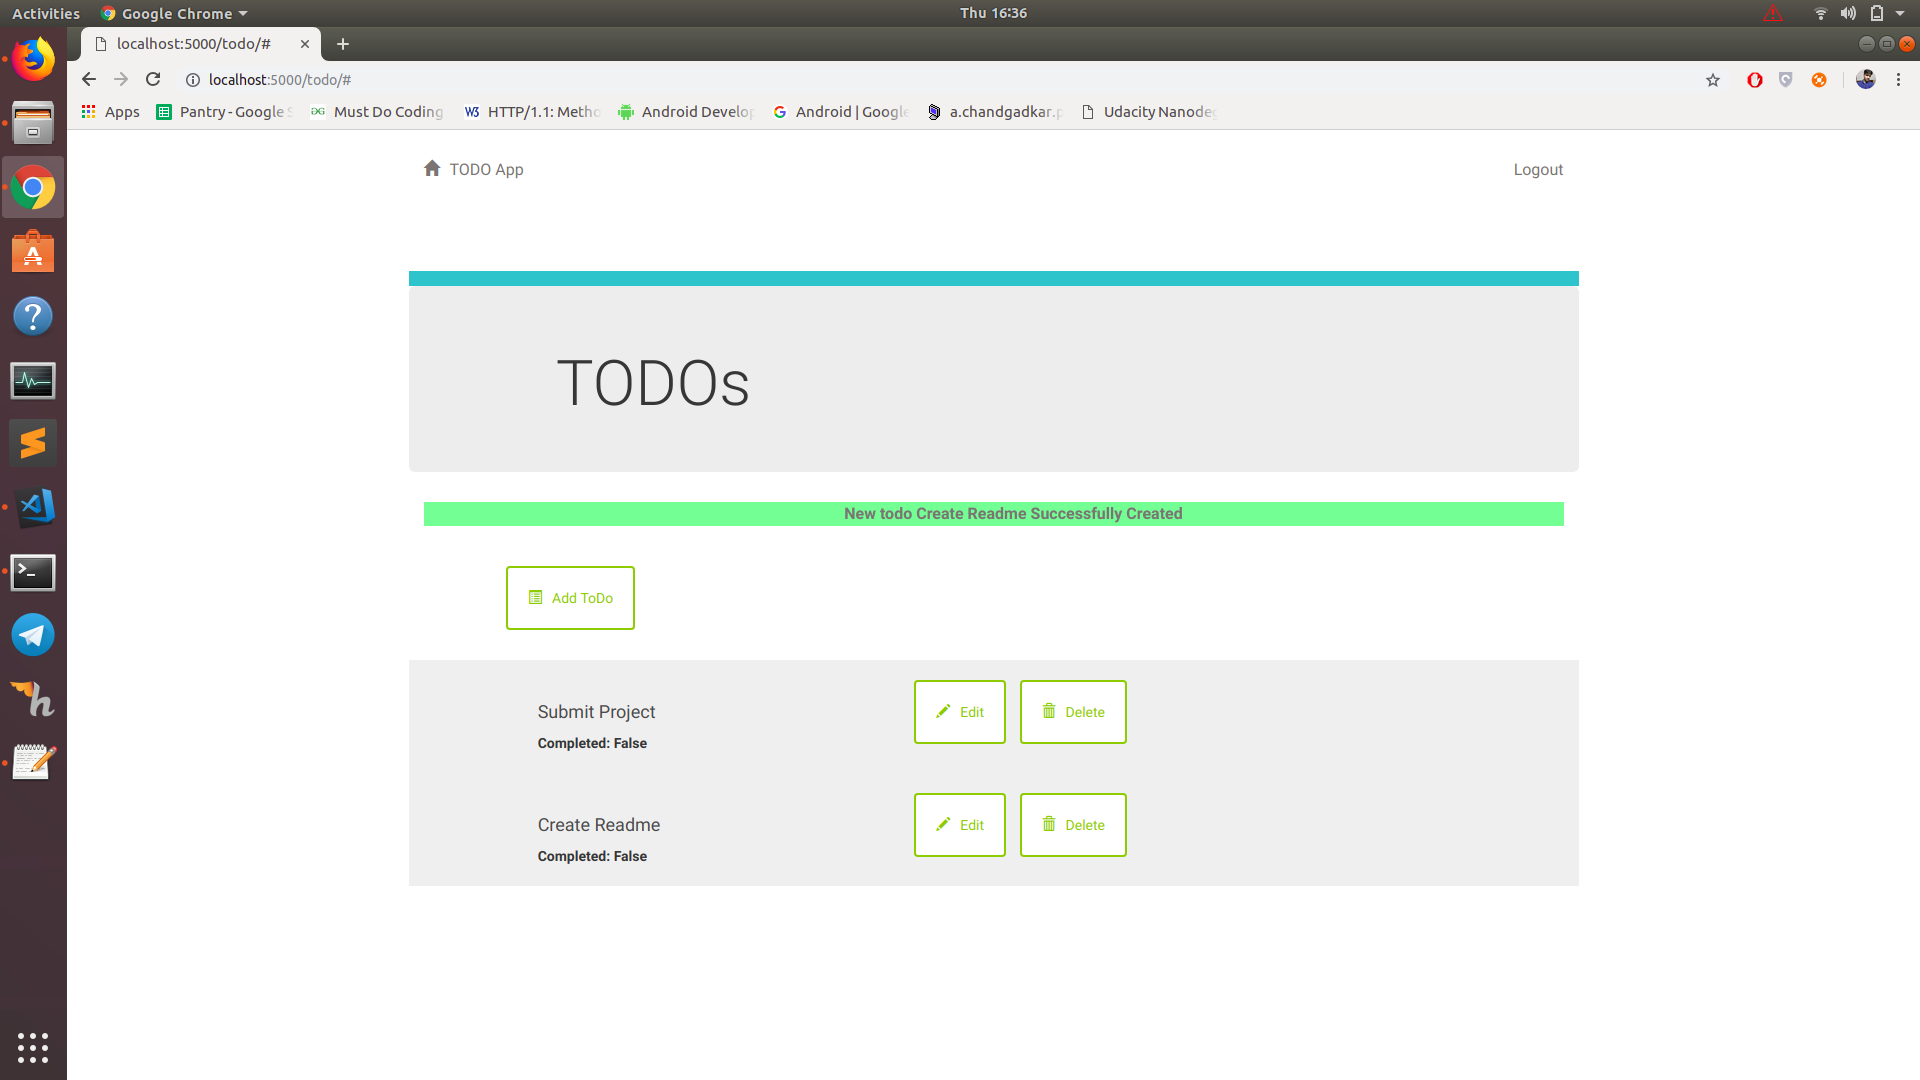 Activities Google Chrome Thu 16:36
localhost:5000/todo/#
localhost:5000/todo/#
Apps Pantry - Google Must Do Coding HTTP/1.1: Metho Android Develop Android | Google a.chandgadkar.p Udacity Nanode
TODO App Logout
TODOs
New todo Create Readme Successfully Created
Add ToDo
Submit Project Edit Delete
Completed: False
Create Readme Edit Delete
Completed: False